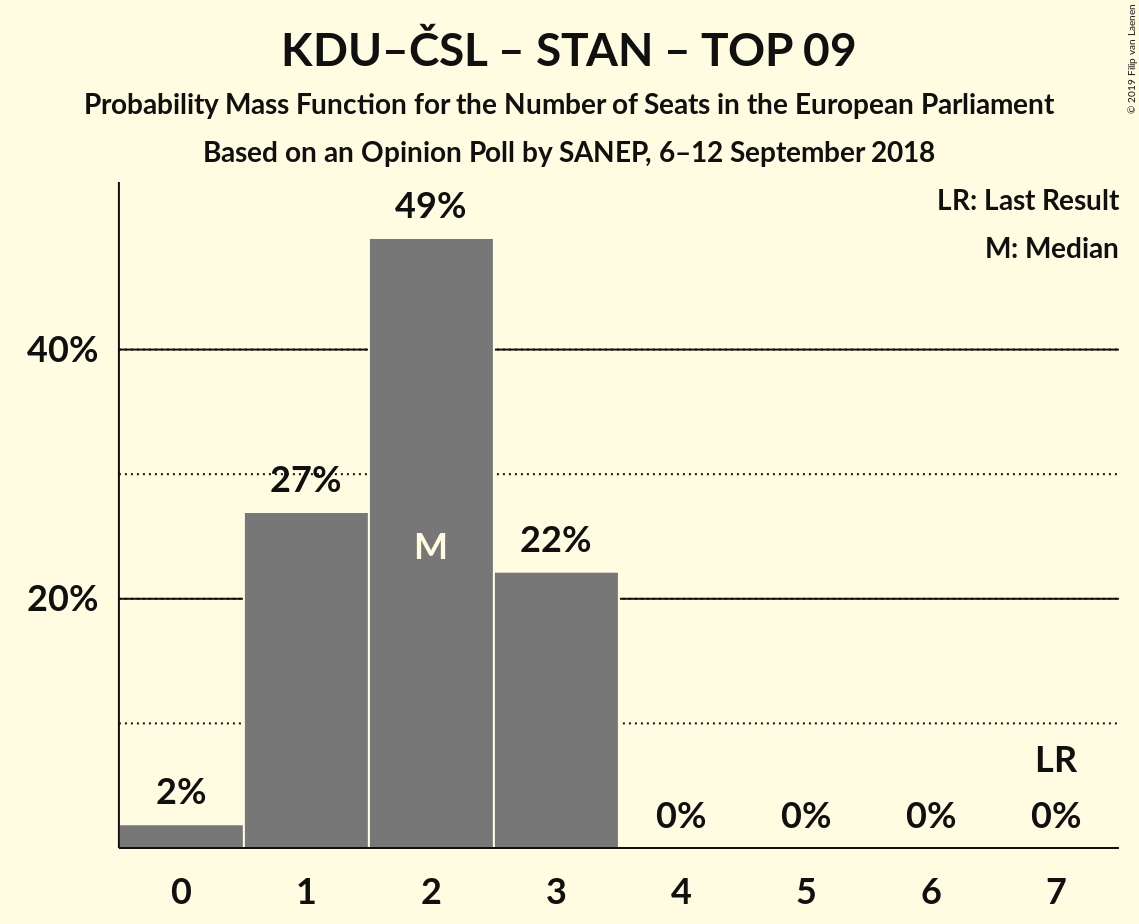 KDU–ČSL – STAN – TOP 09
Probability Mass Function for the Number of Seats in the European Parliament
Based on an Opinion Poll by SANEP, 6–12 September 2018
© 2019 Filip van Laenen
LR: Last Result
M: Median
49%
40%
27%
M
22%
20%
LR
2%
0%
0%
0%
0%
0
1
2
3
4
5
6
7